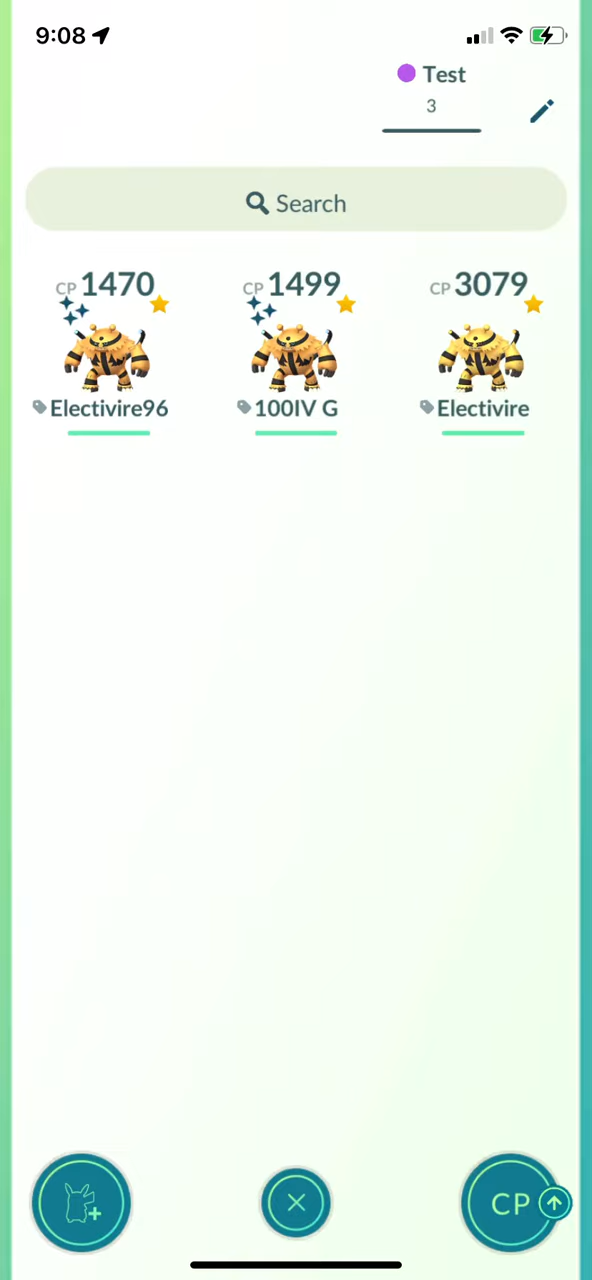 9:08
Test
3
Search
CP 1470
CP 1499
CP 3079
Electivire96
100IV G
Electivire
CP